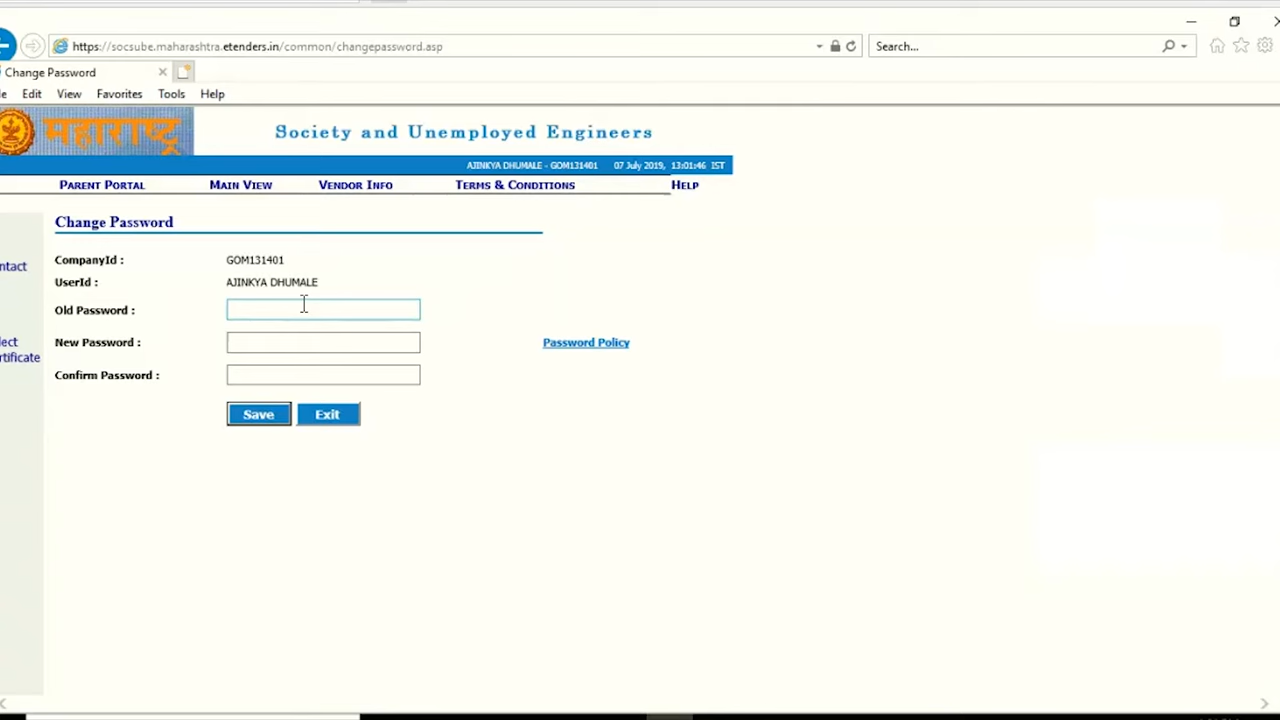 https://socsube.maharashtra.etenders.in/common/changepassword.asp
Search...
Change Password
Edit View Favorites Tools Help
महाराष्ट्र
Society and Unemployed Engineers
AJINKYA DHUMALE - GOM131401 07 July 2019, 13:01:46 IST
PARENT PORTAL MAIN VIEW VENDOR INFO TERMS & CONDITIONS HELP
Change Password
CompanyId : GOM131401
ntact
UserId : AJINKYA DHUMALE
Old Password :
New Password : Password Policy
lect
rtificate
Confirm Password :
Save Exit